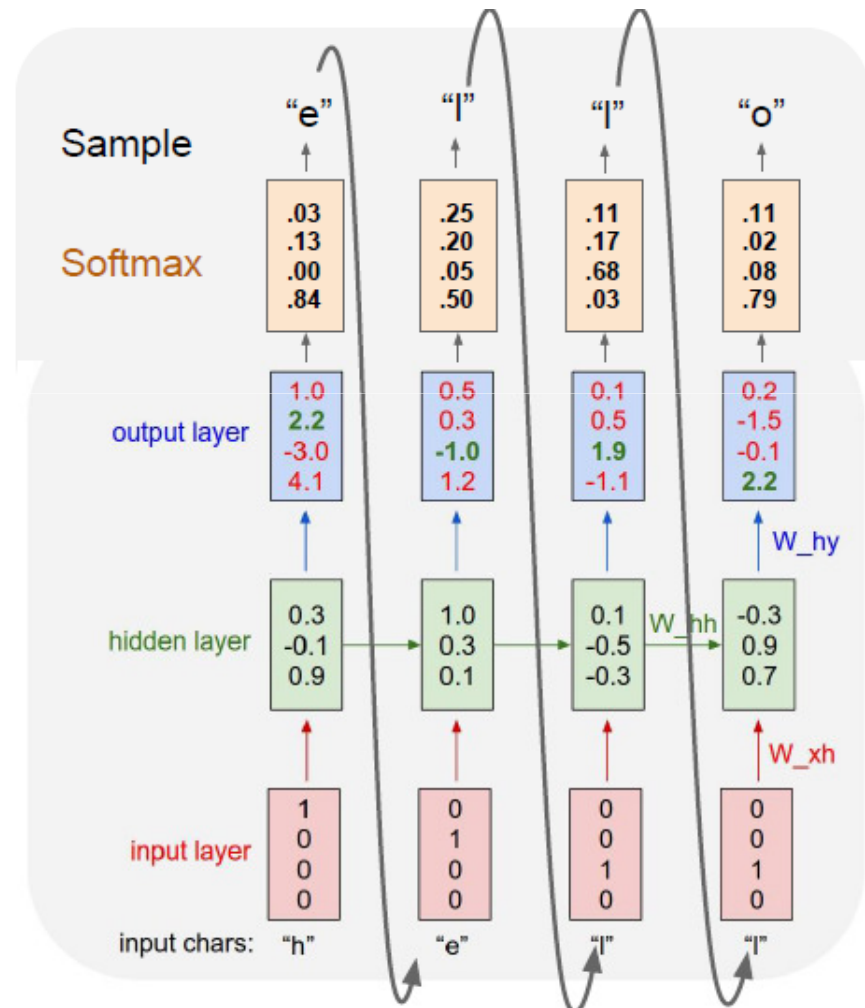 “e” “l” “l” “o”
Sample
.03 .25 .11 .11
.13 .20 .17 .02
Softmax
.00 .05 .68 .08
.84 .50 .03 .79
1.0 0.5 0.1 0.2
output layer 2.2 0.3 0.5 -1.5
-3.0 -1.0 1.9 -0.1
4.1 1.2 -1.1 2.2
W_hy
0.3 1.0 0.1 -0.3
hidden layer -0.1 0.3 -0.5 W_hh 0.9
0.9 0.1 -0.3 0.7
W_xh
1 0 0 0
input layer 0 1 0 0
0 0 1 1
0 0 0 0
input chars: “h” “e” “l” “l”